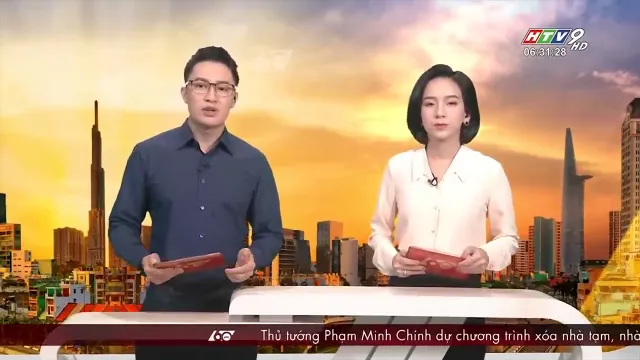 HTV9
HD
06:31:28
Thủ tướng Phạm Minh Chính dự chương trình xóa nhà tạm, nhà